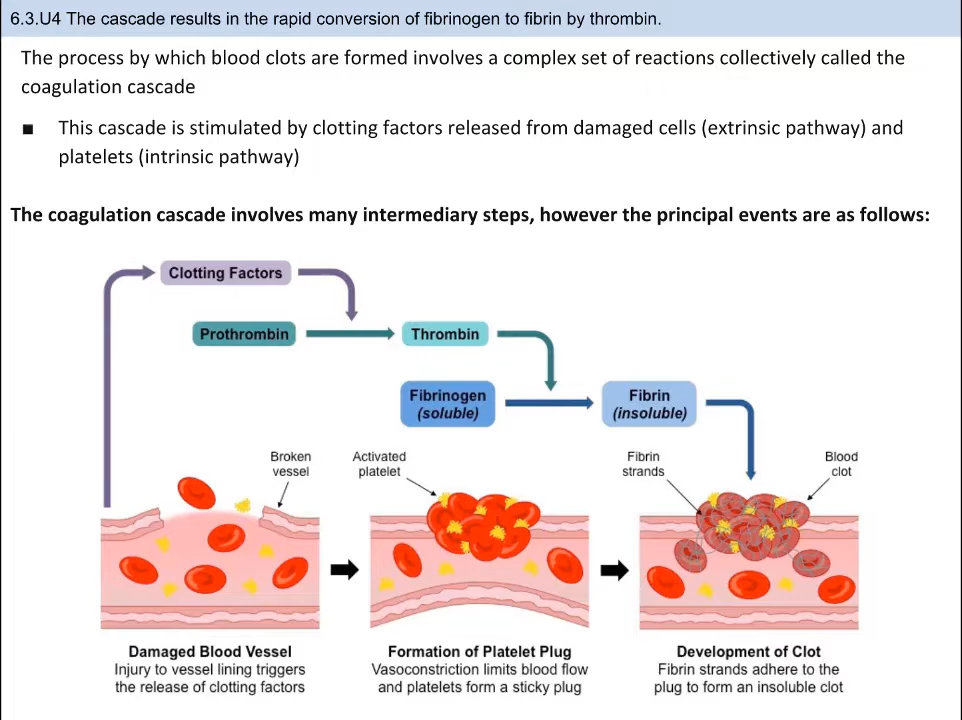 6.3.U4 The cascade results in the rapid conversion of fibrinogen to fibrin by thrombin.
The process by which blood clots are formed involves a complex set of reactions collectively called the
coagulation cascade
■ This cascade is stimulated by clotting factors released from damaged cells (extrinsic pathway) and
platelets (intrinsic pathway)
The coagulation cascade involves many intermediary steps, however the principal events are as follows:
Clotting Factors
Prothrombin
Thrombin
Fibrinogen
(soluble)
Fibrin
(insoluble)
Broken
vessel
Activated
platelet
Fibrin
strands
Blood
clot
Damaged Blood Vessel
Injury to vessel lining triggers
the release of clotting factors
Formation of Platelet Plug
Vasoconstriction limits blood flow
and platelets form a sticky plug
Development of Clot
Fibrin strands adhere to the
plug to form an insoluble clot